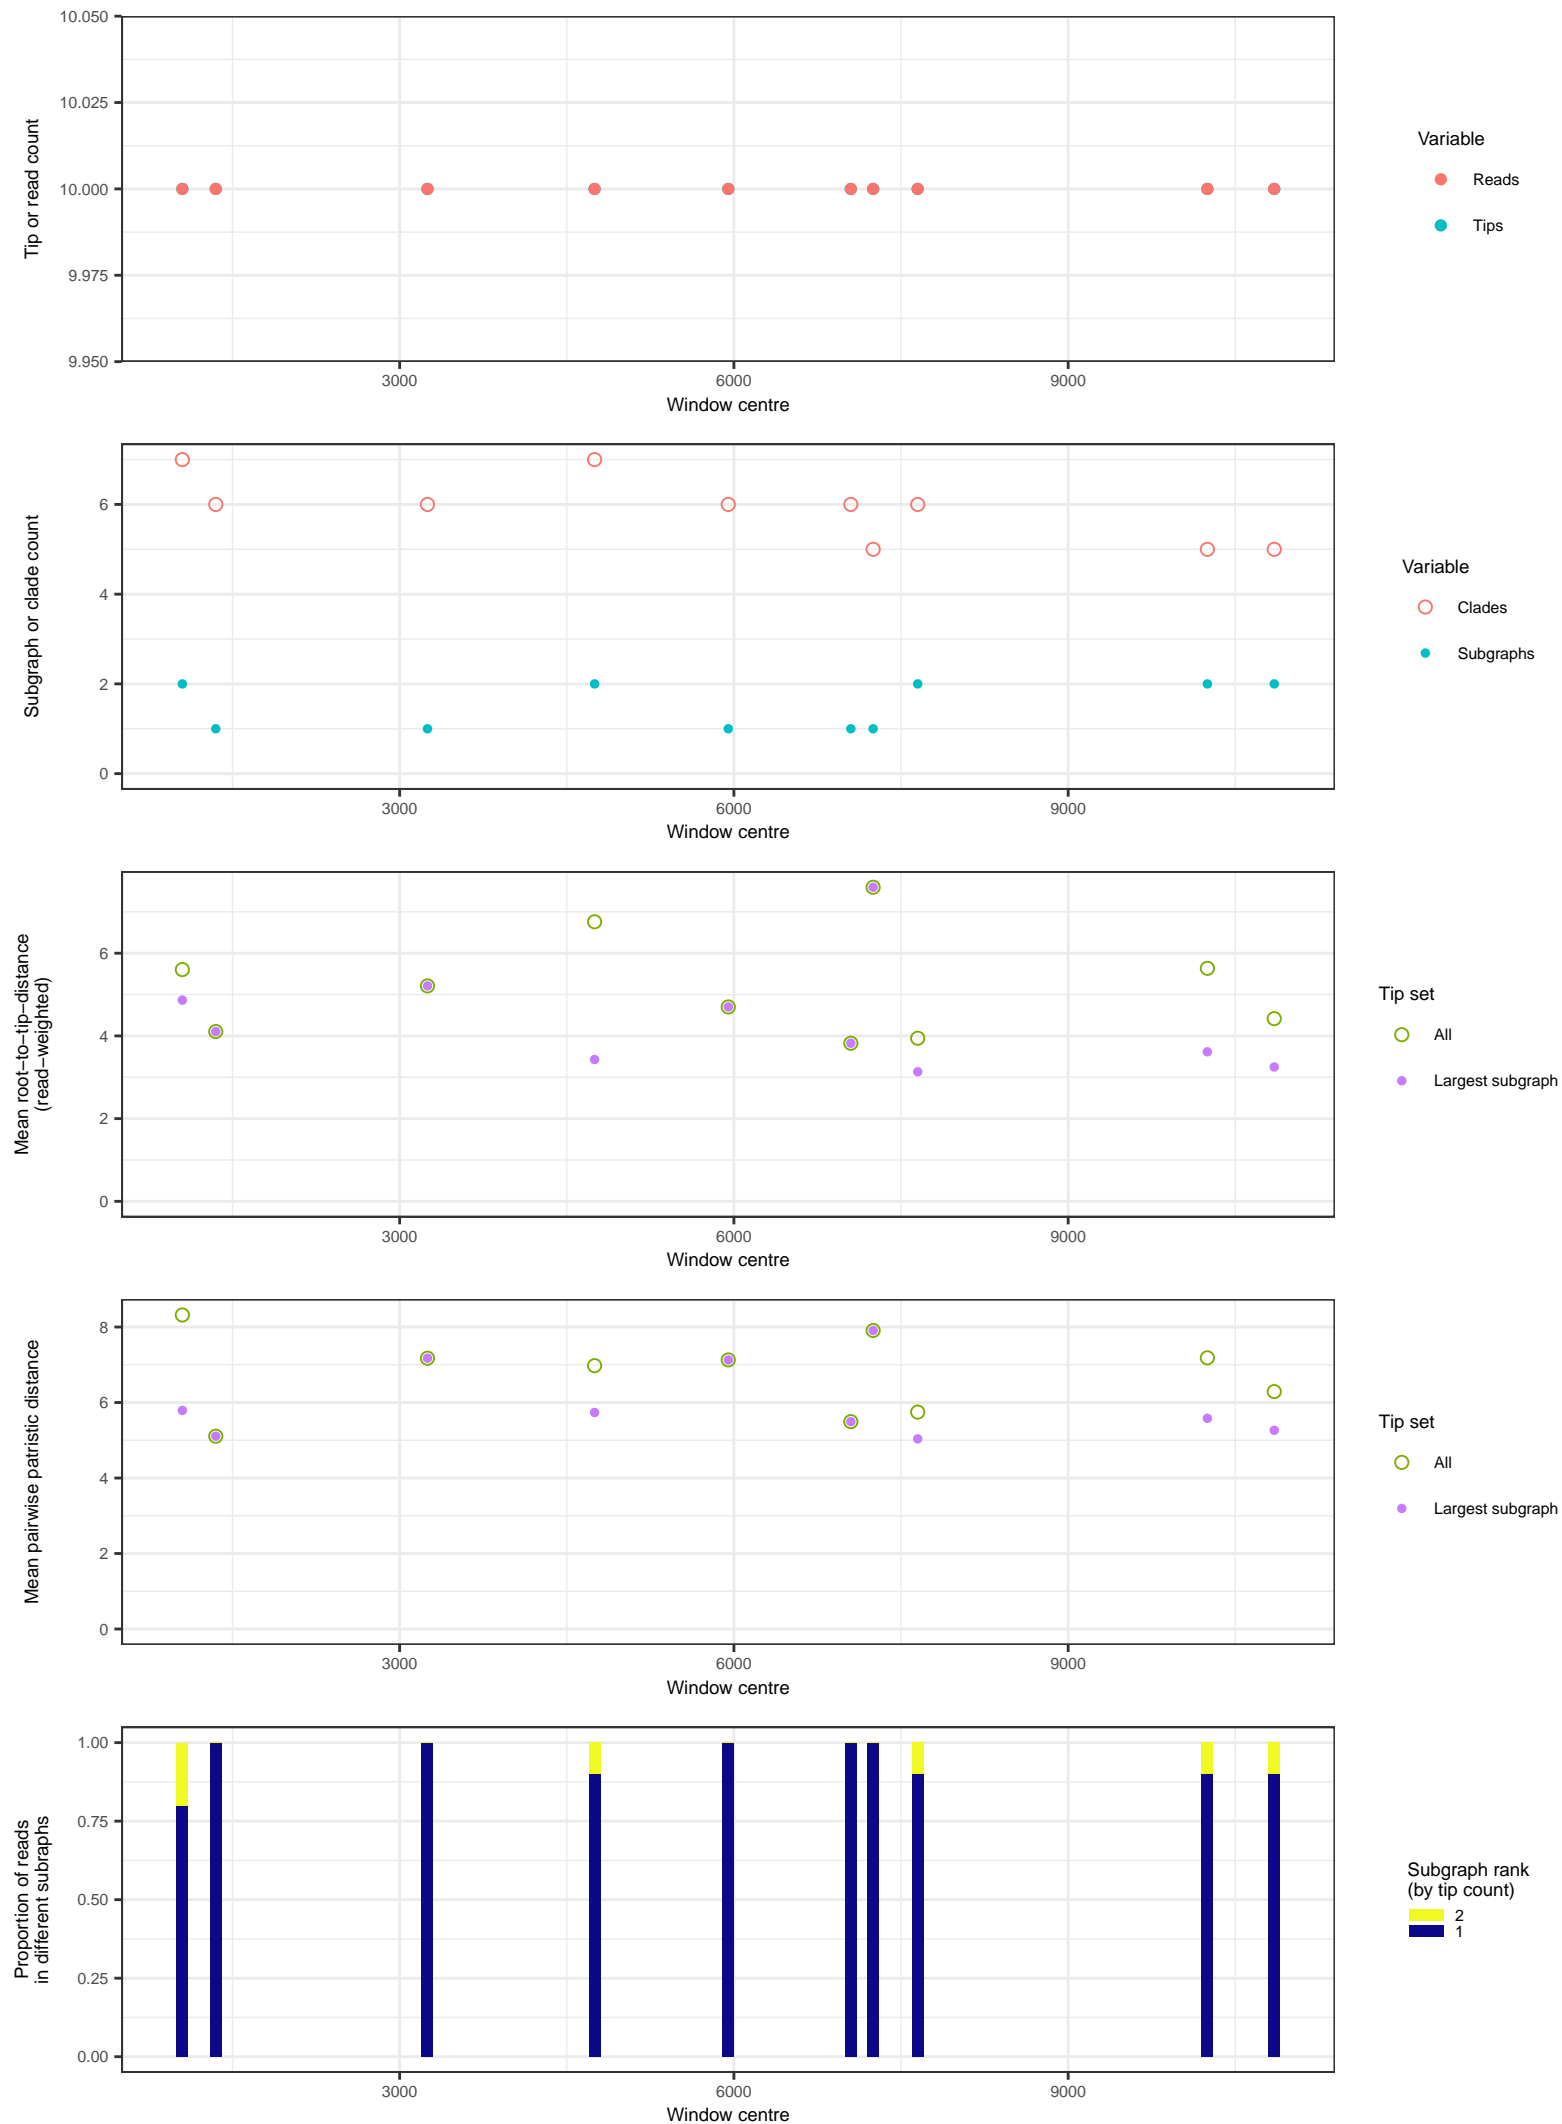 10.050
10.025
10.000
9.975
9.950
Tip or read count
3000
6000
9000
Window centre
Variable
Reads
Tips
6
4
2
0
Subgraph or clade count
3000
6000
9000
Window centre
Variable
Clades
Subgraphs
6
4
2
0
Mean root−to−tip−distance
(read−weighted)
3000
6000
9000
Window centre
Tip set
All
Largest subgraph
8
6
4
2
0
Mean pairwise patristic distance
3000
6000
9000
Window centre
Tip set
All
Largest subgraph
1.00
0.75
0.50
0.25
0.00
Proportion of reads
in different subraphs
3000
6000
9000
Window centre
Subgraph rank
(by tip count)
2
1